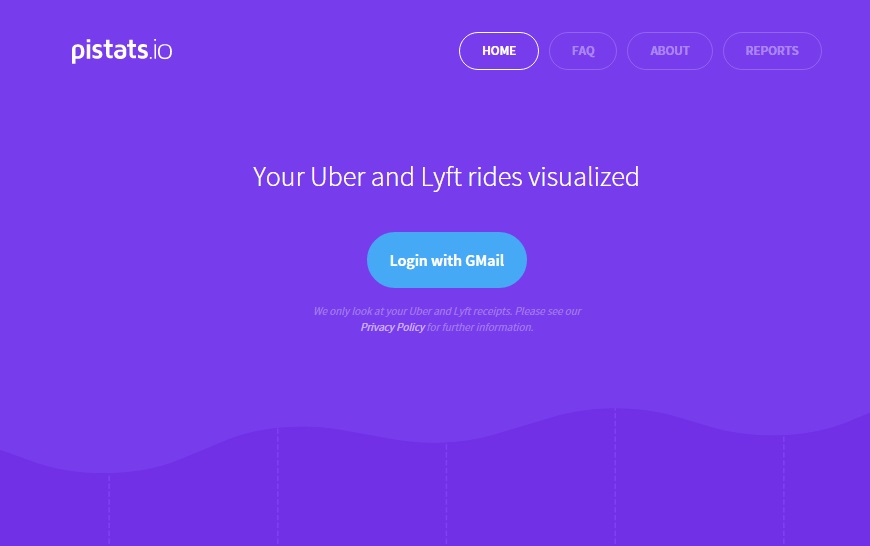 pistats.io
HOME
FAQ
ABOUT
REPORTS
Your Uber and Lyft rides visualized
Login with GMail
We only look at your Uber and Lyft receipts. Please see our
Privacy Policy for further information.